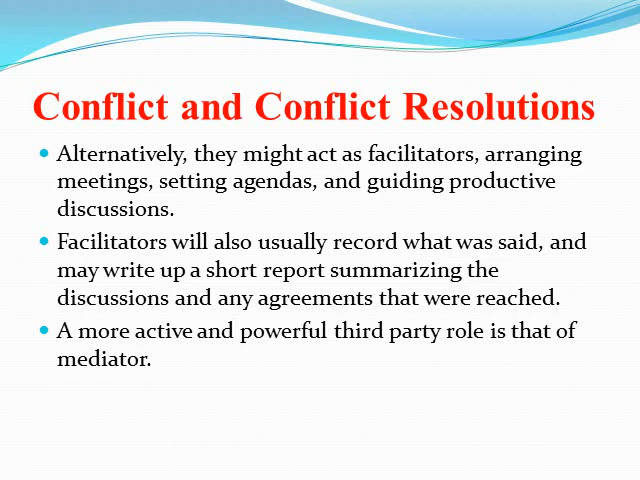 Conflict and Conflict Resolutions
• Alternatively, they might act as facilitators, arranging
meetings, setting agendas, and guiding productive
discussions.
• Facilitators will also usually record what was said, and
may write up a short report summarizing the
discussions and any agreements that were reached.
• A more active and powerful third party role is that of
mediator.